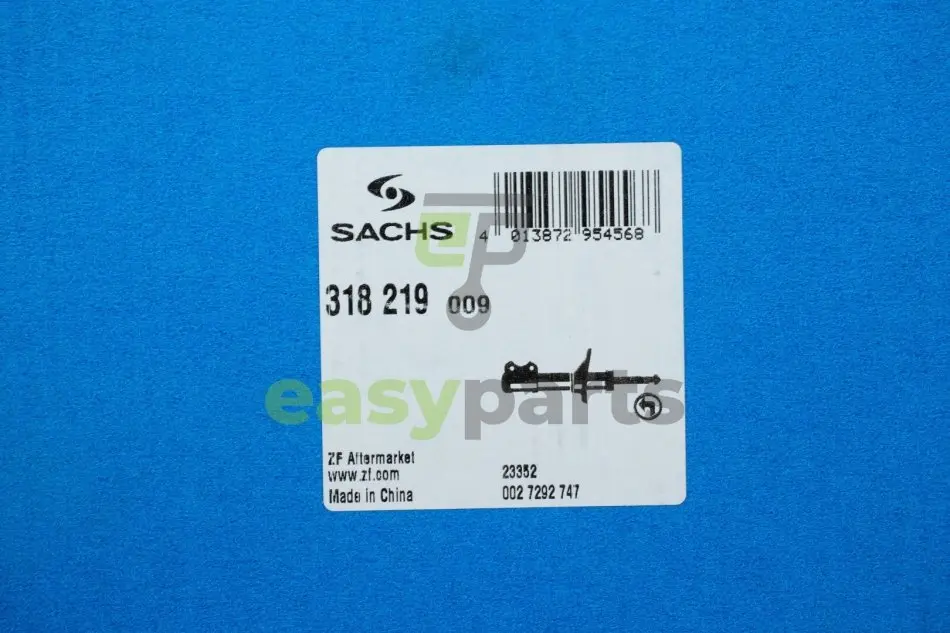 SACHS
4 013872 954568
318 219 009
easyparts
ZF Aftermarket
www.zf.com
Made in China
23352
002 7292 747